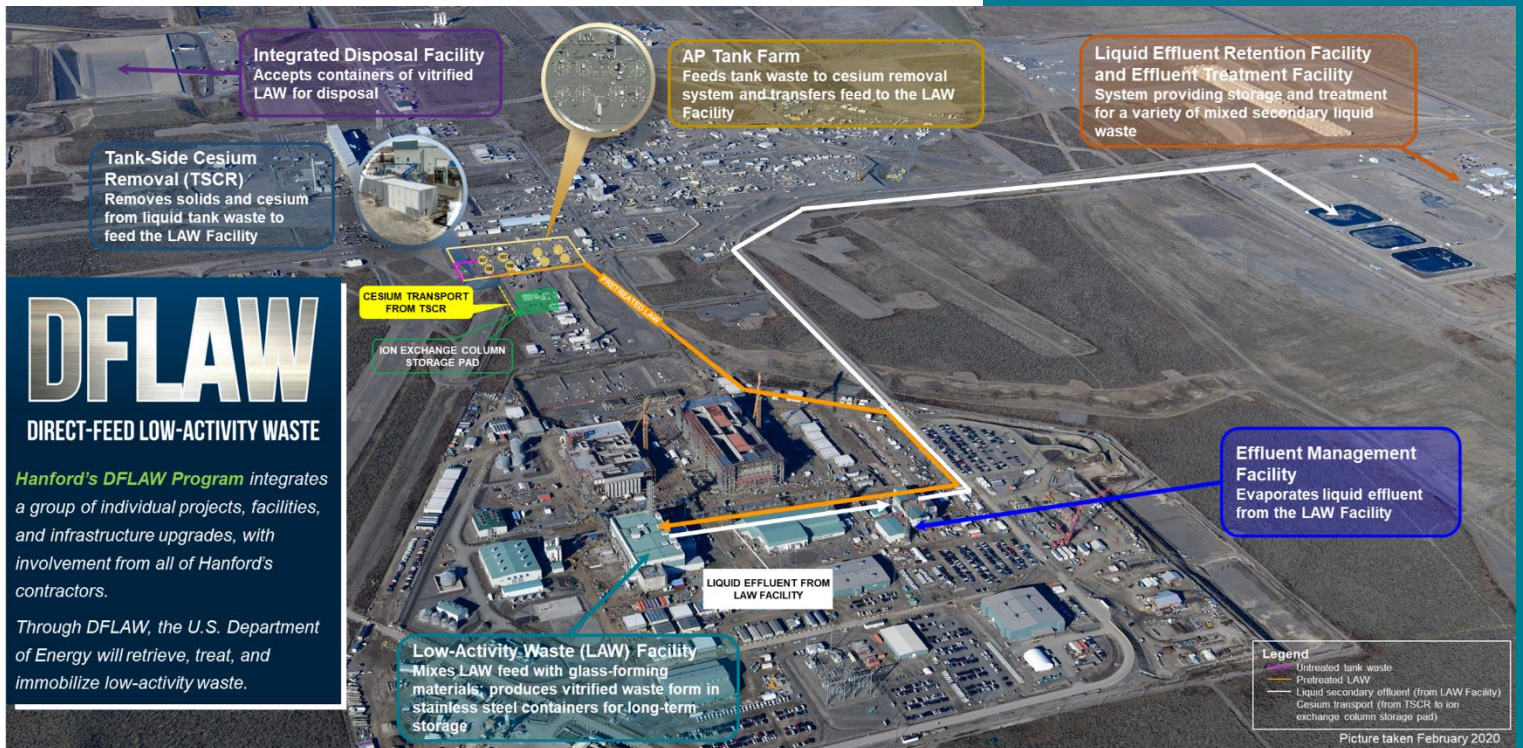 Integrated Disposal Facility
Accepts containers of vitrified
LAW for disposal
AP Tank Farm
Feeds tank waste to cesium removal
system and transfers feed to the LAW
Facility
Liquid Effluent Retention Facility
and Effluent Treatment Facility
System providing storage and treatment
for a variety of mixed secondary liquid
waste
Tank-Side Cesium
Removal (TSCR)
Removes solids and cesium
from liquid tank waste to
feed the LAW Facility
CESIUM TRANSPORT
FROM TSCR
ION EXCHANGE COLUMN
STORAGE PAD
PRETREATED LAW
DFLAW
DIRECT-FEED LOW-ACTIVITY WASTE
Hanford's DFLAW Program integrates
a group of individual projects, facilities,
and infrastructure upgrades, with
involvement from all of Hanford's
contractors.
Through DFLAW, the U.S. Department
of Energy will retrieve, treat, and
immobilize low-activity waste.
Effluent Management
Facility
Evaporates liquid effluent
from the LAW Facility
LIQUID EFFLUENT FROM
LAW FACILITY
Low-Activity Waste (LAW) Facility
Mixes LAW feed with glass-forming
materials; produces vitrified waste form in
stainless steel containers for long-term
storage
Legend
Untreated tank waste
Pretreated LAW
Liquid secondary effluent (from LAW Facility)
Cesium transport (from TSCR to ion
exchange column storage pad)
Picture taken February 2020